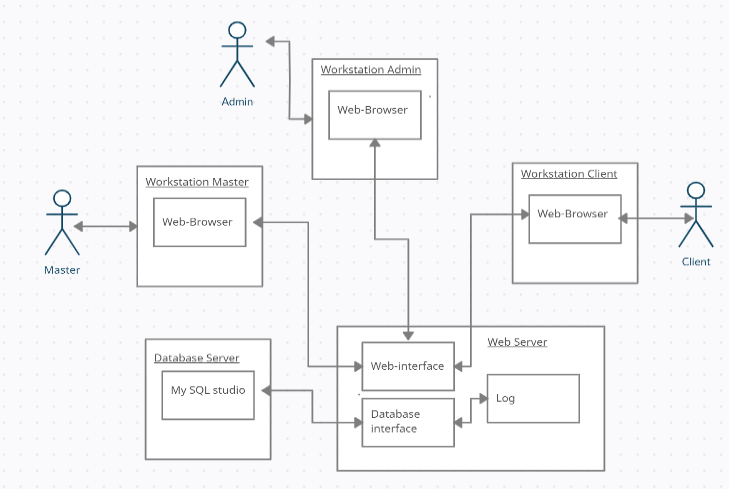 Admin
Workstation Admin
Web-Browser
Workstation Master
Web-Browser
Master
Workstation Client
Web-Browser
Client
Database Server
My SQL studio
Web Server
Web-interface
Database
interface
Log